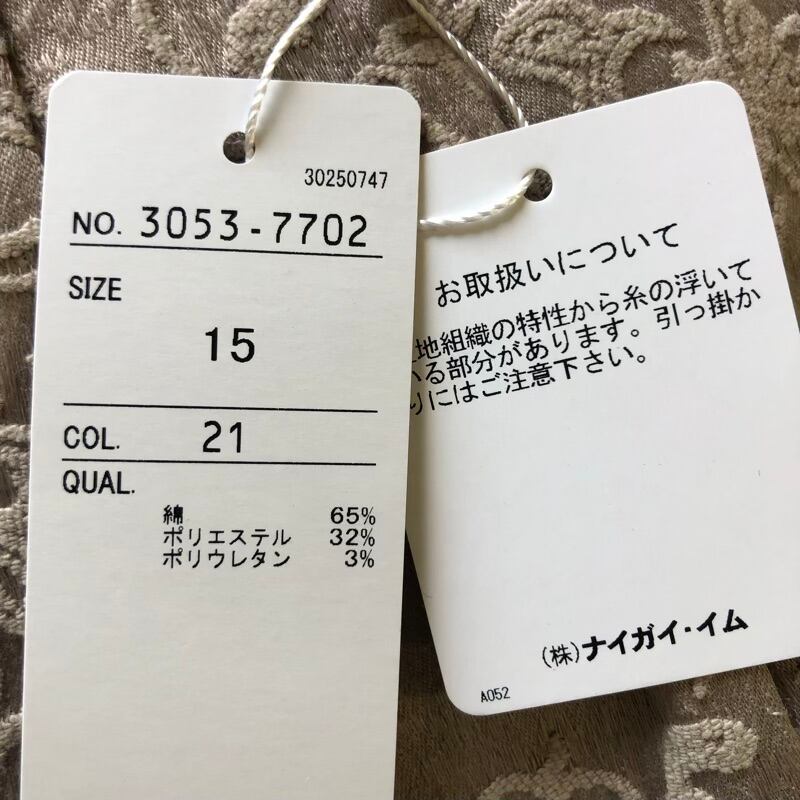 30250747
NO. 3053-7702
SIZE
15
COL. 21
QUAL.
綿 65%
ポリエステル 32%
ポリウレタン 3%
お取扱いについて
地組織の特性から糸の浮いて
いる部分があります。引っ掛か
りにはご注意下さい。
(株)ナイガイ・イム
A052